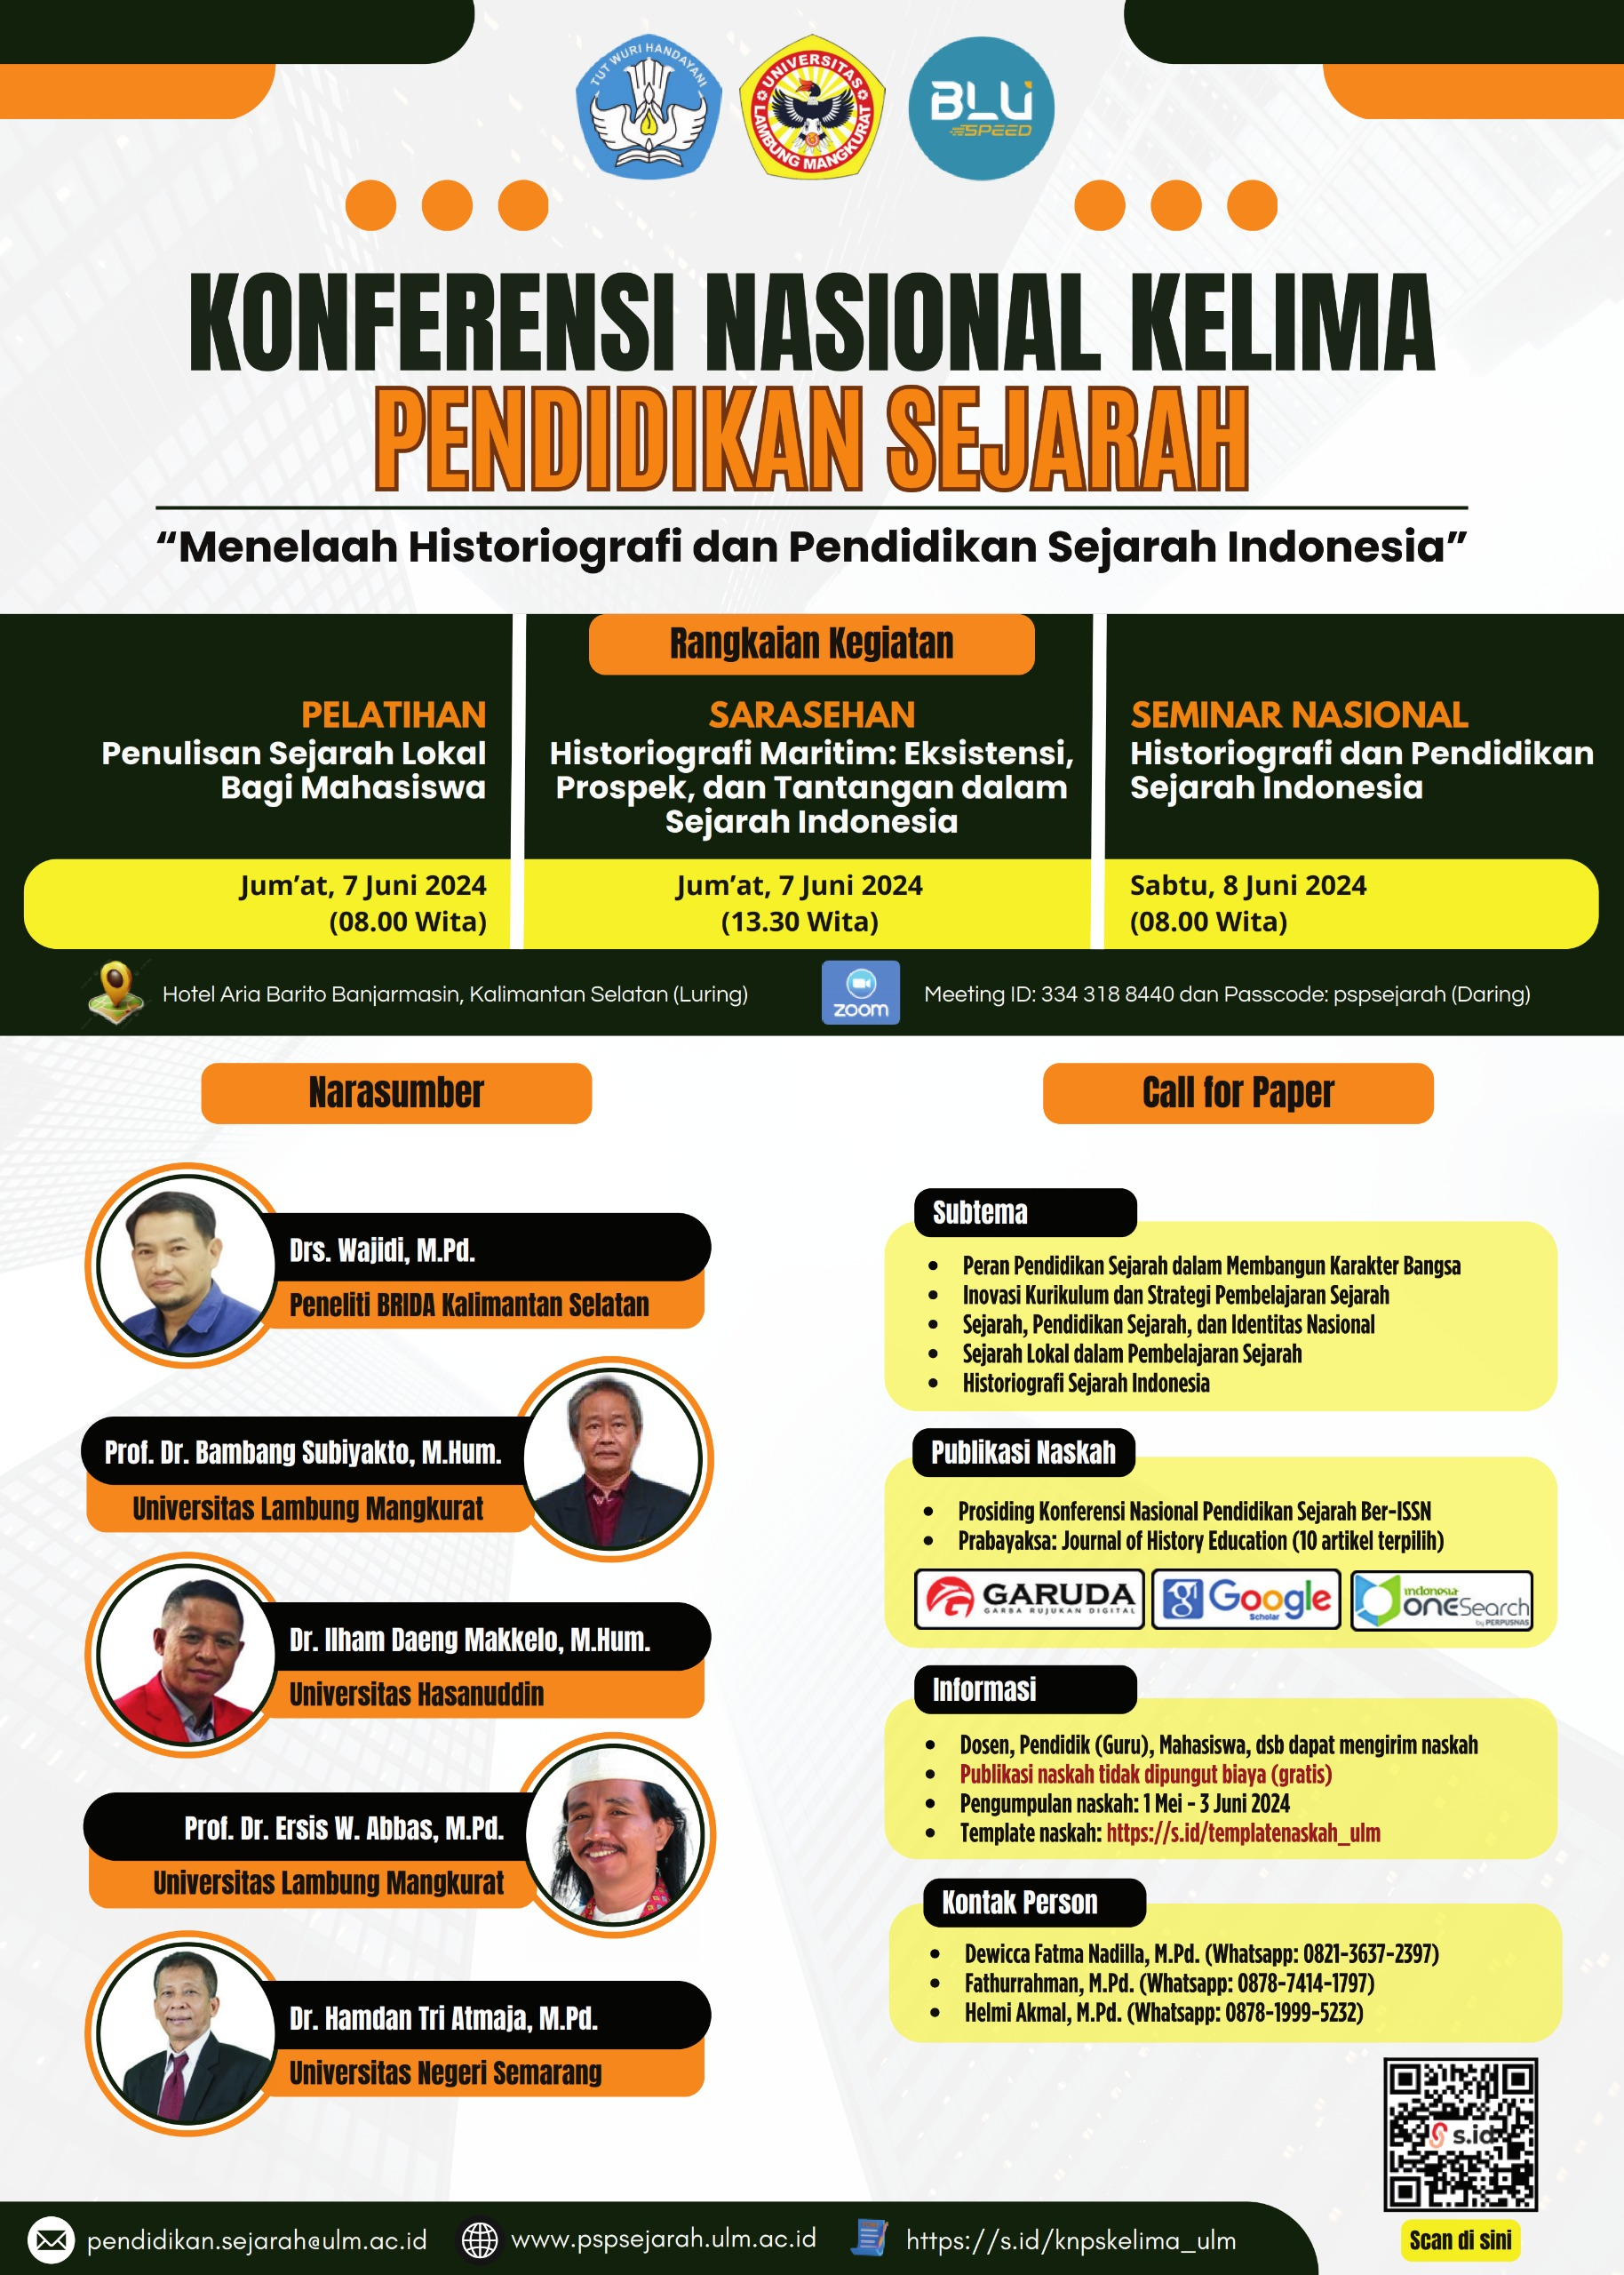 TUT WURI HANDAYANI
UNIVERSITAS
LAMBUNG MANGKURAT
BLU
SPEED
KONFERENSI NASIONAL KELIMA
PENDIDIKAN SEJARAH
“Menelaah Historiografi dan Pendidikan Sejarah Indonesia”
Rangkaian Kegiatan
PELATIHAN
Penulisan Sejarah Lokal
Bagi Mahasiswa
Jum’at, 7 Juni 2024
(08.00 Wita)
SARASEHAN
Historiografi Maritim: Eksistensi,
Prospek, dan Tantangan dalam
Sejarah Indonesia
Jum’at, 7 Juni 2024
(13.30 Wita)
SEMINAR NASIONAL
Historiografi dan Pendidikan
Sejarah Indonesia
Sabtu, 8 Juni 2024
(08.00 Wita)
Hotel Aria Barito Banjarmasin, Kalimantan Selatan (Luring)
zoom
Meeting ID: 334 318 8440 dan Passcode: pspsejarah (Daring)
Narasumber
Drs. Wajidi, M.Pd.
Peneliti BRIDA Kalimantan Selatan
Prof. Dr. Bambang Subiyakto, M.Hum.
Universitas Lambung Mangkurat
Dr. Ilham Daeng Makkelo, M.Hum.
Universitas Hasanuddin
Prof. Dr. Ersis W. Abbas, M.Pd.
Universitas Lambung Mangkurat
Dr. Hamdan Tri Atmaja, M.Pd.
Universitas Negeri Semarang
Call for Paper
Subtema
• Peran Pendidikan Sejarah dalam Membangun Karakter Bangsa
• Inovasi Kurikulum dan Strategi Pembelajaran Sejarah
• Sejarah, Pendidikan Sejarah, dan Identitas Nasional
• Sejarah Lokal dalam Pembelajaran Sejarah
• Historiografi Sejarah Indonesia
Publikasi Naskah
• Prosiding Konferensi Nasional Pendidikan Sejarah Ber-ISSN
• Prabayaksa: Journal of History Education (10 artikel terpilih)
GARUDA
GARBA RUJUKAN DIGITAL
g Google
Scholar
indonesia
ONESearch
by PERPUSNAS
Informasi
• Dosen, Pendidik (Guru), Mahasiswa, dsb dapat mengirim naskah
• Publikasi naskah tidak dipungut biaya (gratis)
• Pengumpulan naskah: 1 Mei - 3 Juni 2024
• Template naskah: https://s.id/templatenaskah_ulm
Kontak Person
• Dewicca Fatma Nadilla, M.Pd. (Whatsapp: 0821-3637-2397)
• Fathurrahman, M.Pd. (Whatsapp: 0878-7414-1797)
• Helmi Akmal, M.Pd. (Whatsapp: 0878-1999-5232)
s.id
Scan di sini
pendidikan.sejarah@ulm.ac.id
www.pspsejarah.ulm.ac.id
https://s.id/knpskelima_ulm